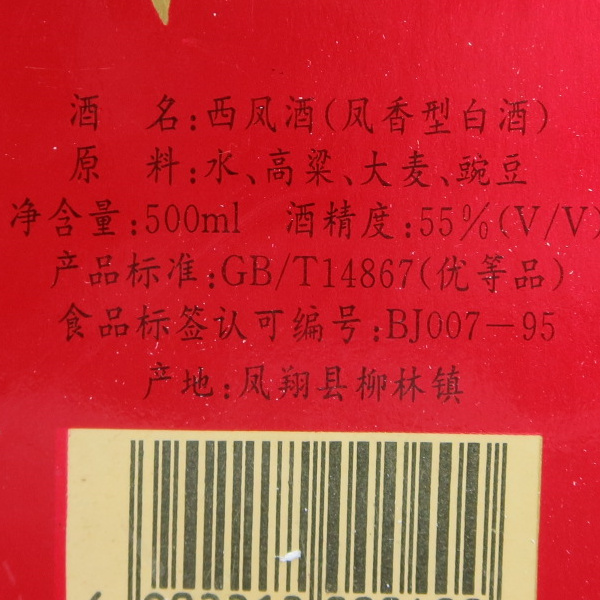 酒　名:西凤酒(凤香型白酒)
原　料:水、高粱、大麦、豌豆
净含量:500ml　酒精度:55%(V/V)
产品标准:GB/T14867(优等品)
食品标签认可编号:BJ007-95
产地:凤翔县柳林镇